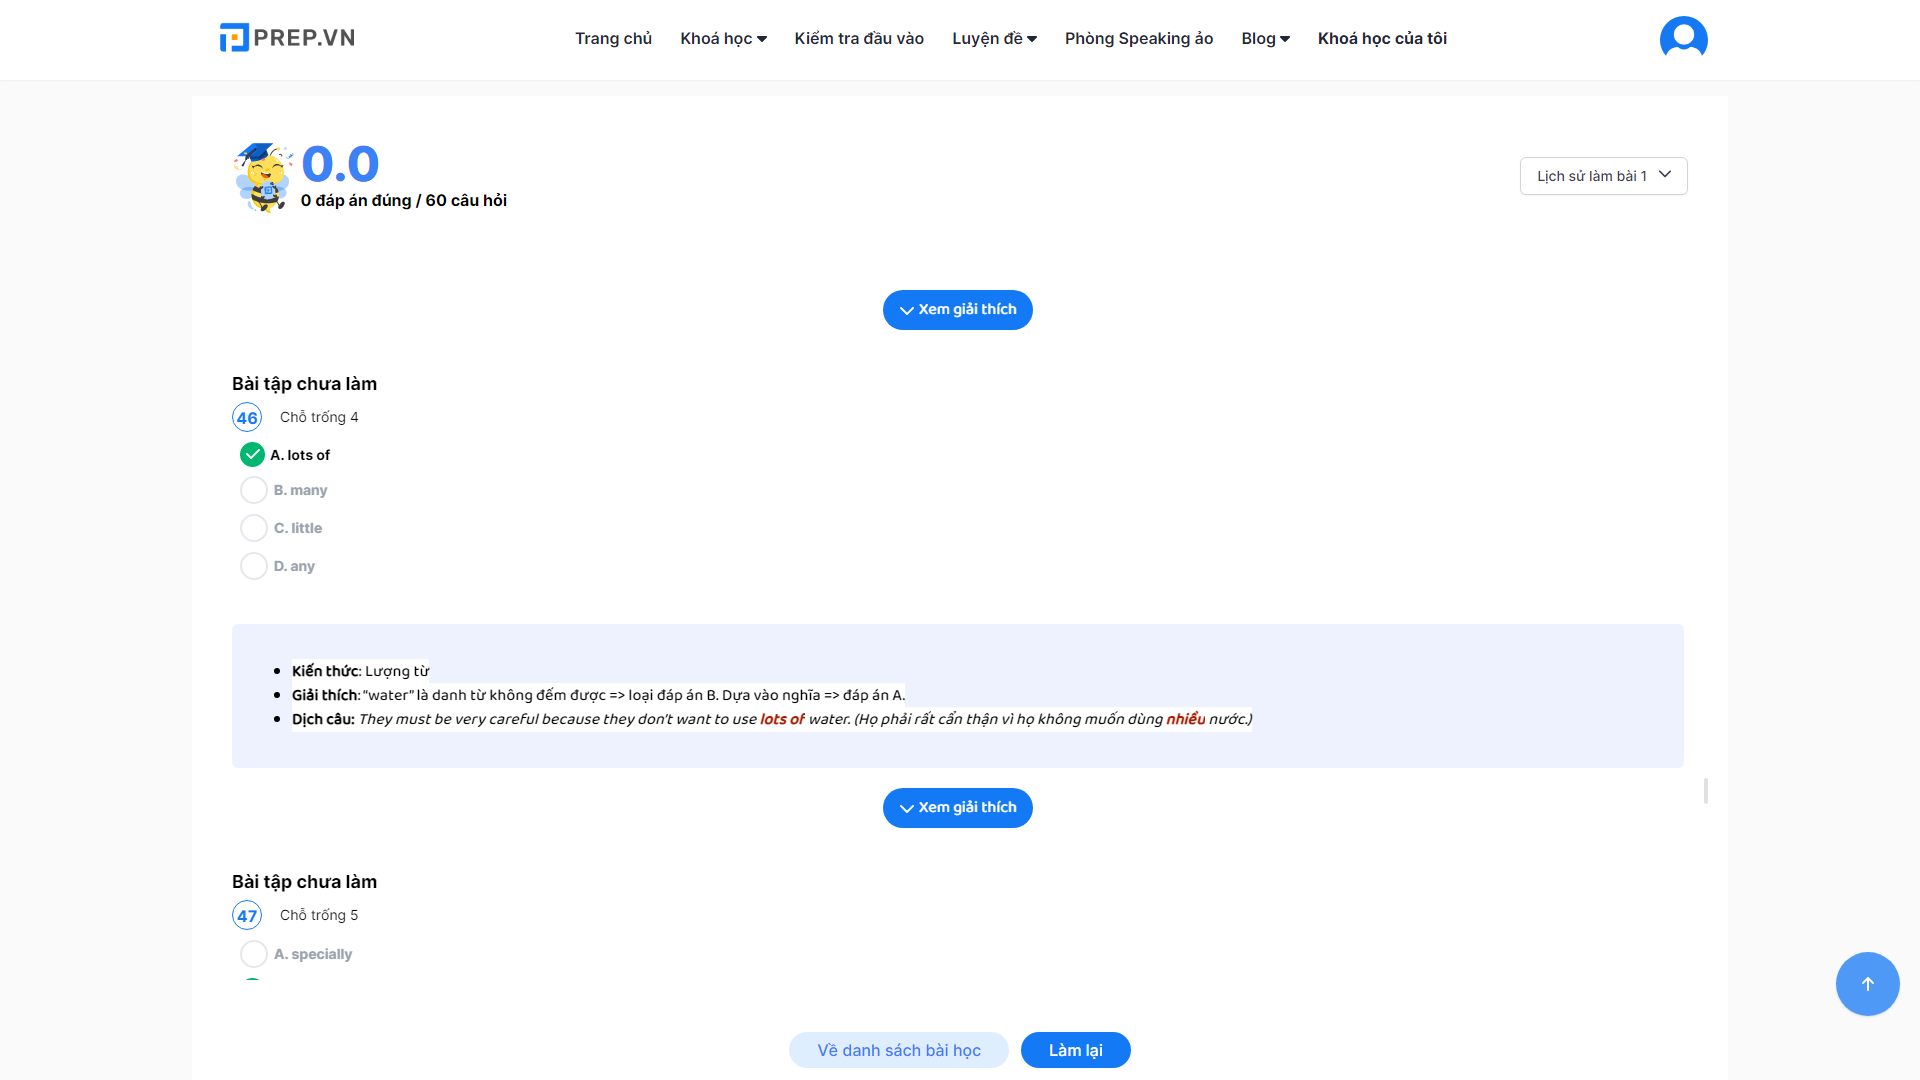 PREP.VN
Trang chủ Khoá học Kiểm tra đầu vào Luyện đề Phòng Speaking ảo Blog Khoá học của tôi
0.0
0 đáp án đúng / 60 câu hỏi
Lịch sử làm bài 1
Xem giải thích
Bài tập chưa làm
46 Chỗ trống 4
A. lots of
B. many
C. little
D. any
Kiến thức: Lượng từ
Giải thích: “water” là danh từ không đếm được => loại đáp án B. Dựa vào nghĩa => đáp án A.
Dịch câu: They must be very careful because they don’t want to use lots of water. (Họ phải rất cẩn thận vì họ không muốn dùng nhiều nước.)
Xem giải thích
Bài tập chưa làm
47 Chỗ trống 5
A. specially
Về danh sách bài học Làm lại